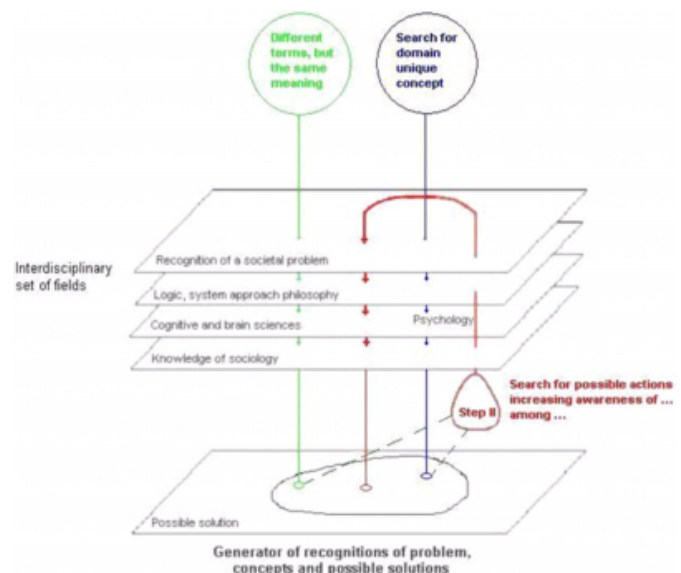 Different
terms, but
the same
meaning
Search for
domain
unique
concept
Interdisciplinary
set of fields
Recognition of a societal problem
Logic, system approach philosophy
Cognitive and brain sciences
Psychology
Knowledge of sociology
Search for possible actions
increasing awareness of ...
among ...
Step II
Possible solution
Generator of recognitions of problem,
concepts and possible solutions